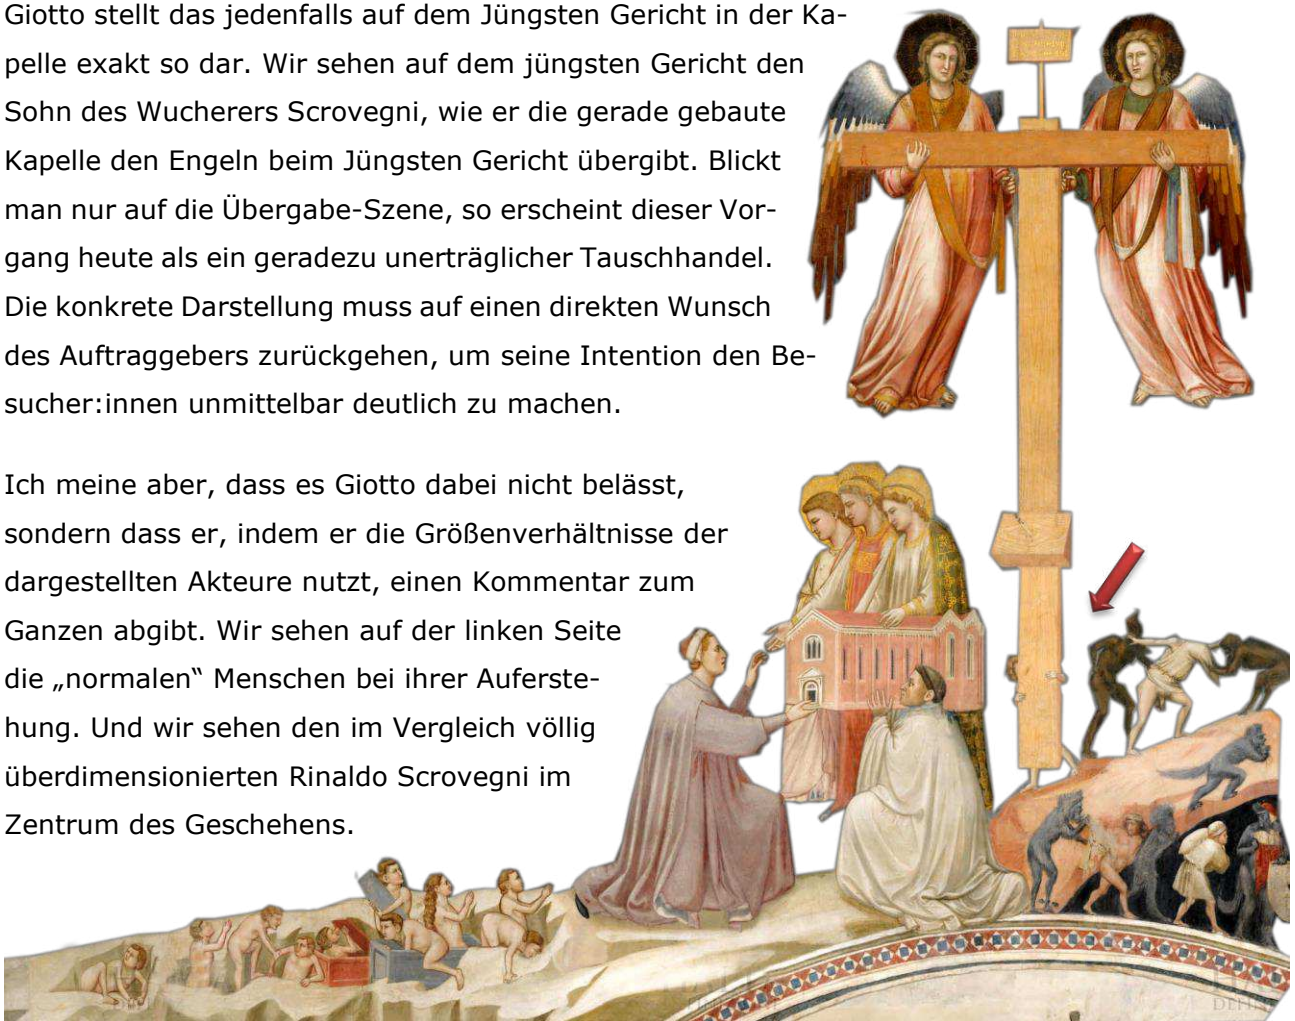 Giotto stellt das jedenfalls auf dem Jüngsten Gericht in der Ka-
pelle exakt so dar. Wir sehen auf dem jüngsten Gericht den
Sohn des Wucherers Scrovegni, wie er die gerade gebaute
Kapelle den Engeln beim Jüngsten Gericht übergibt. Blickt
man nur auf die Übergabe-Szene, so erscheint dieser Vor-
gang heute als ein geradezu unerträglicher Tauschhandel.
Die konkrete Darstellung muss auf einen direkten Wunsch
des Auftraggebers zurückgehen, um seine Intention den Be-
sucher:innen unmittelbar deutlich zu machen.
Ich meine aber, dass es Giotto dabei nicht belässt,
sondern dass er, indem er die Größenverhältnisse der
dargestellten Akteure nutzt, einen Kommentar zum
Ganzen abgibt. Wir sehen auf der linken Seite
die „normalen“ Menschen bei ihrer Auferste-
hung. Und wir sehen den im Vergleich völlig
überdimensionierten Rinaldo Scrovegni im
Zentrum des Geschehens.